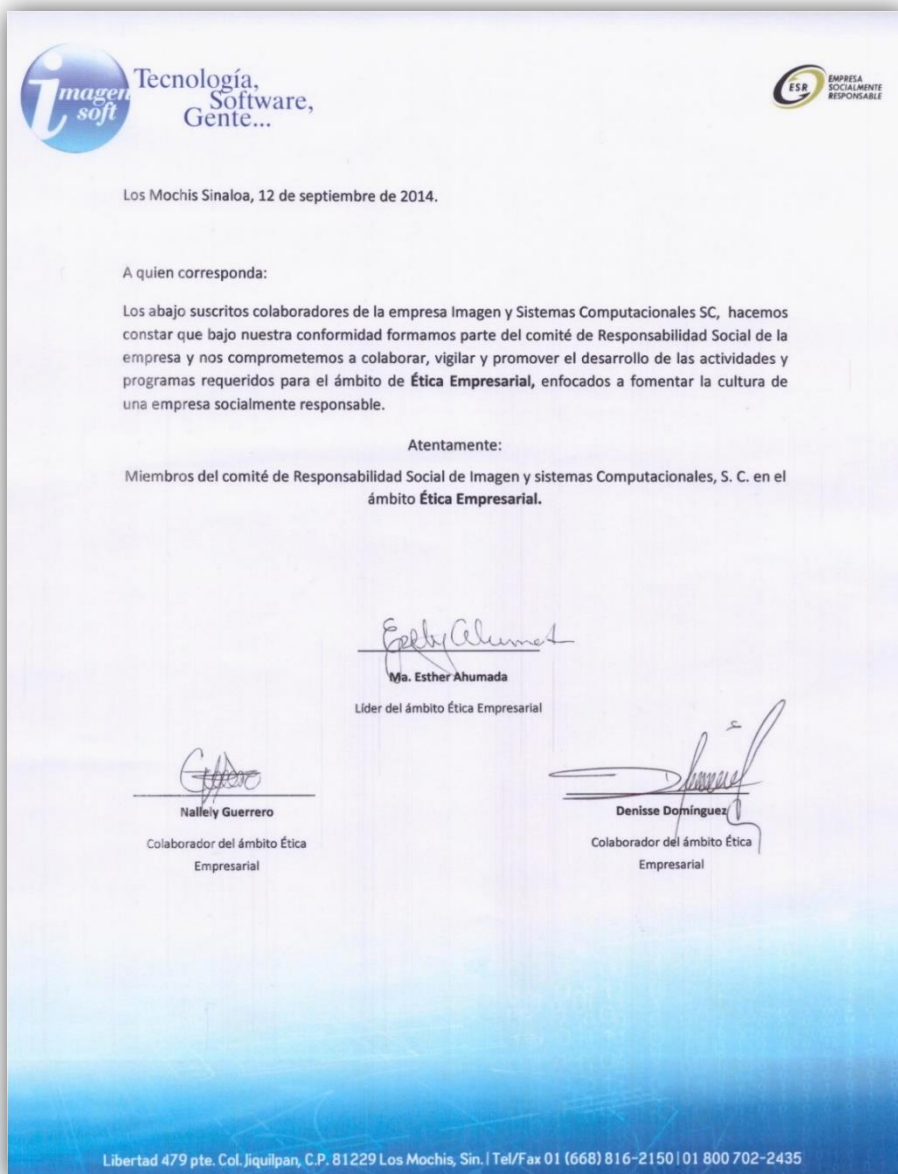 imagen
soft
Tecnología,
Software,
Gente...
ESR
EMPRESA
SOCIALMENTE
RESPONSABLE
Los Mochis Sinaloa, 12 de septiembre de 2014.
A quien corresponda:
Los abajo suscritos colaboradores de la empresa Imagen y Sistemas Computacionales SC, hacemos
constar que bajo nuestra conformidad formamos parte del comité de Responsabilidad Social de la
empresa y nos comprometemos a colaborar, vigilar y promover el desarrollo de las actividades y
programas requeridos para el ámbito de Ética Empresarial, enfocados a fomentar la cultura de
una empresa socialmente responsable.
Atentamente:
Miembros del comité de Responsabilidad Social de Imagen y sistemas Computacionales, S. C. en el
ámbito Ética Empresarial.
Ma. Esther Ahumada
Líder del ámbito Ética Empresarial
Nallely Guerrero
Colaborador del ámbito Ética
Empresarial
Denisse Domínguez
Colaborador del ámbito Ética
Empresarial
Libertad 479 pte. Col. Jiquilpan, C.P. 81229 Los Mochis, Sin. | Tel/Fax 01 (668) 816-2150 | 01 800 702-2435